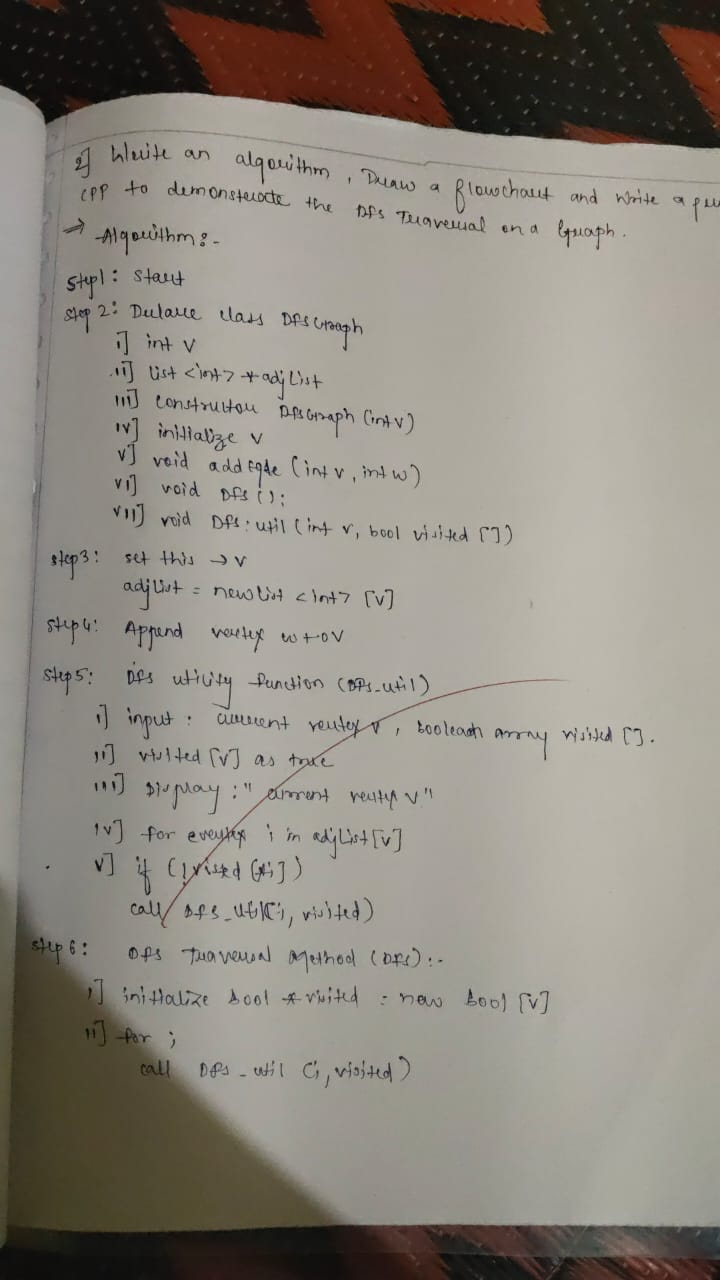 2] Write an algorithm, Draw a flowchart and write a
CPP to demonstrate the DFS Traversal on a Graph.
→ Algorithm:-
Step1: Start
Step 2: Declare class DFSGraph
i] int V
ii] list <int> *adjList
iii] constructor DFSGraph (int v)
iv] initialize v
v] void addEdge (int v, int w)
vi] void DFS ();
vii] void DFS_util (int v, bool visited [])
step3: set this → v
adjlist = new list <int> [v]
step4: Append vertex w to v
Step5: DFS utility function (DFS_util)
i] input: current vertex v, boolean array visited [].
ii] visited [v] as true
iii] Display: "current vertex v"
iv] for every i in adjList[v]
v] if (!visited [*i])
call DFS_util(i, visited)
step 6: DFS Traversal Method (DFS):-
i] initialize bool *visited = new bool [v]
ii] for ;
call DFS_util (i, visited)